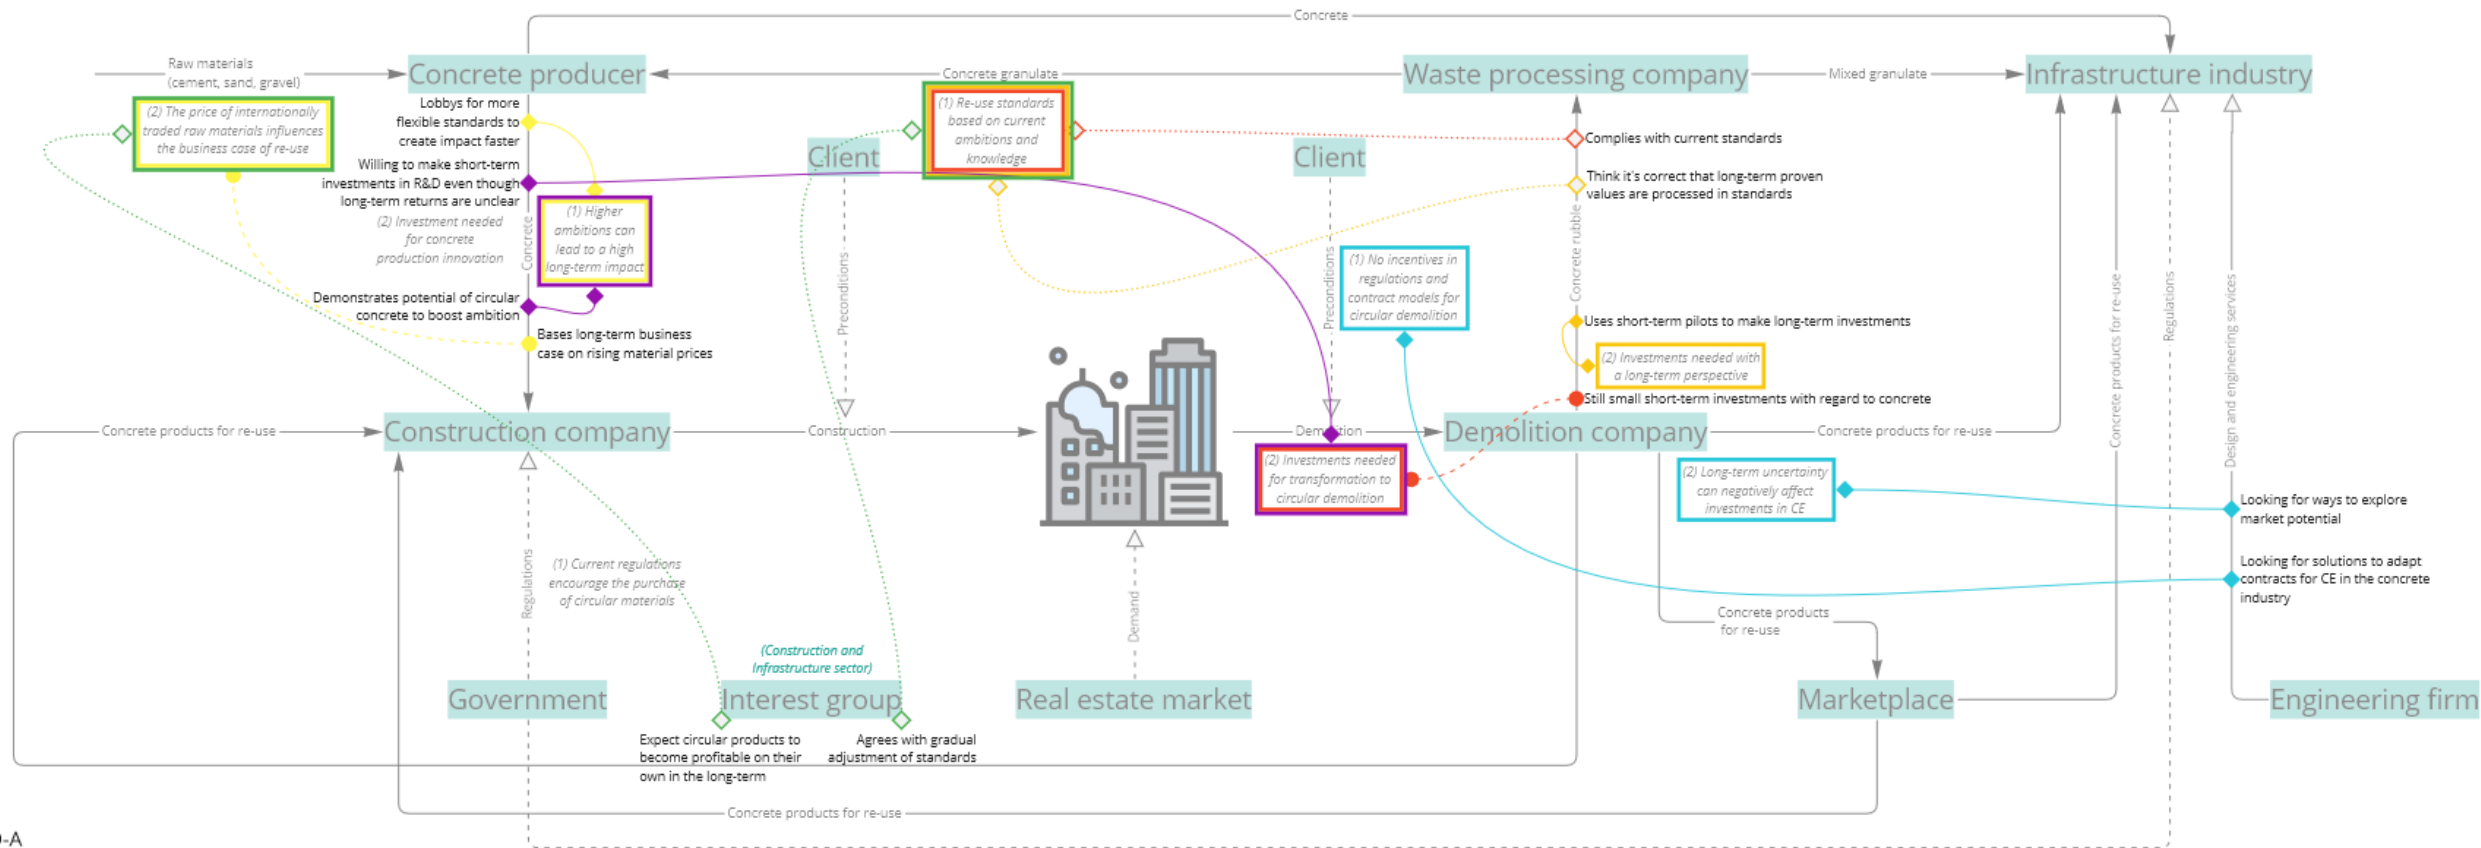 Concrete
Raw materials
(cement, sand, gravel)
Concrete producer
Concrete granulate
Waste processing company
Mixed granulate
Infrastructure industry
(2) The price of internationally
traded raw materials influences
the business case of re-use
Lobbys for more
flexible standards to
create impact faster
Willing to make short-term
investments in R&D even though
long-term returns are unclear
(2) Investment needed
for concrete
production innovation
Concrete
(1) Higher
ambitions can
lead to a high
long-term impact
Demonstrates potential of circular
concrete to boost ambition
Bases long-term business
case on rising material prices
Client
Preconditions
(1) Re-use standards
based on current
ambitions and
knowledge
Client
Preconditions
(1) No incentives in
regulations and
contract models for
circular demolition
Complies with current standards
Think it's correct that long-term proven
values are processed in standards
Concrete ruble
Uses short-term pilots to make long-term investments
(2) Investments needed with
a long-term perspective
Still small short-term investments with regard to concrete
Concrete products for re-use
Regulations
Design and engineering services
Concrete products for re-use
Construction company
Construction
Demolition
Demolition company
Concrete products for re-use
(2) Investments needed
for transformation to
circular demolition
(2) Long-term uncertainty
can negatively affect
investments in CE
Looking for ways to explore
market potential
Looking for solutions to adapt
contracts for CE in the concrete
industry
Regulations
(1) Current regulations
encourage the purchase
of circular materials
Demand
Concrete products
for re-use
(Construction and
Infrastructure sector)
Government
Interest group
Real estate market
Marketplace
Engineering firm
Expect circular products to
become profitable on their
own in the long-term
Agrees with gradual
adjustment of standards
Concrete products for re-use
-A